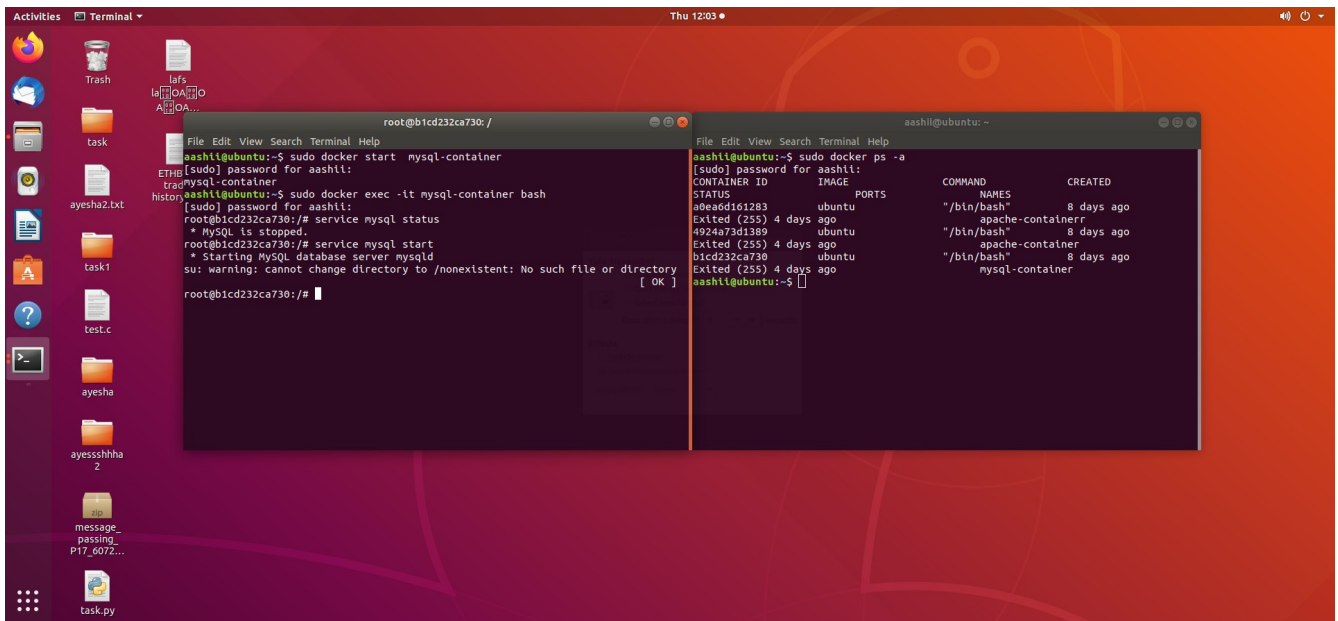 Activities Terminal Thu 12:03
Trash
lafs
la OA O
A OA...
task
ETHB
trad
history
ayesha2.txt
task1
test.c
ayesha
ayessshhha
2
zip
message_
passing_
P17_6072...
task.py
root@b1cd232ca730: /
File Edit View Search Terminal Help
aashii@ubuntu:~$ sudo docker start  mysql-container
[sudo] password for aashii:
mysql-container
aashii@ubuntu:~$ sudo docker exec -it mysql-container bash
[sudo] password for aashii:
root@b1cd232ca730:/# service mysql status
 * MySQL is stopped.
root@b1cd232ca730:/# service mysql start
 * Starting MySQL database server mysqld
su: warning: cannot change directory to /nonexistent: No such file or directory
[ OK ]
root@b1cd232ca730:/#
aashii@ubuntu: ~
File Edit View Search Terminal Help
aashii@ubuntu:~$ sudo docker ps -a
[sudo] password for aashii:
CONTAINER ID IMAGE COMMAND CREATED
STATUS PORTS NAMES
a0ea6d161283 ubuntu "/bin/bash" 8 days ago
Exited (255) 4 days ago apache-containerr
4924a73d1389 ubuntu "/bin/bash" 8 days ago
Exited (255) 4 days ago apache-container
b1cd232ca730 ubuntu "/bin/bash" 8 days ago
Exited (255) 4 days ago mysql-container
aashii@ubuntu:~$